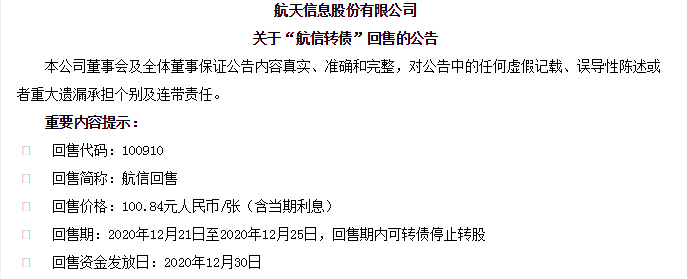 航天信息股份有限公司
关于“航信转债”回售的公告
本公司董事会及全体董事保证公告内容真实、准确和完整，对公告中的任何虚假记载、误导性陈述或
者重大遗漏承担个别及连带责任。
重要内容提示：
回售代码：100910
回售简称：航信回售
回售价格：100.84元人民币/张（含当期利息）
回售期：2020年12月21日至2020年12月25日，回售期内可转债停止转股
回售资金发放日：2020年12月30日